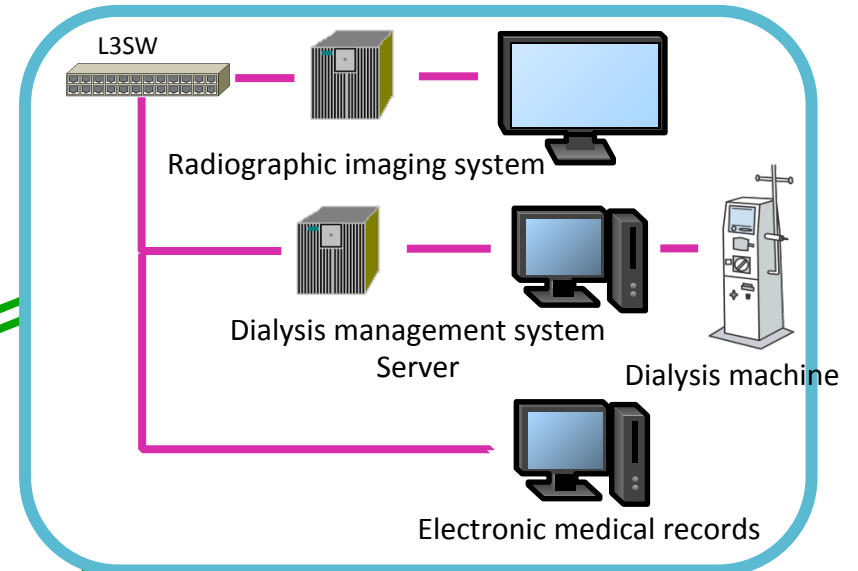 L3SW
Radiographic imaging system
Dialysis management system
Server
Dialysis machine
Electronic medical records